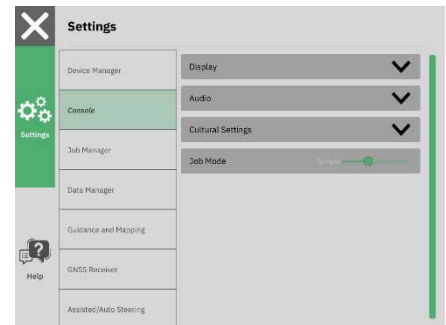 Settings
Device Manager
Display
Audio
Console
Settings
Cultural Settings
Job Manager
Job Mode
Simple
Advanced
Data Manager
Guidance and Mapping
Help
GNSS Receiver
Assisted/Auto Steering